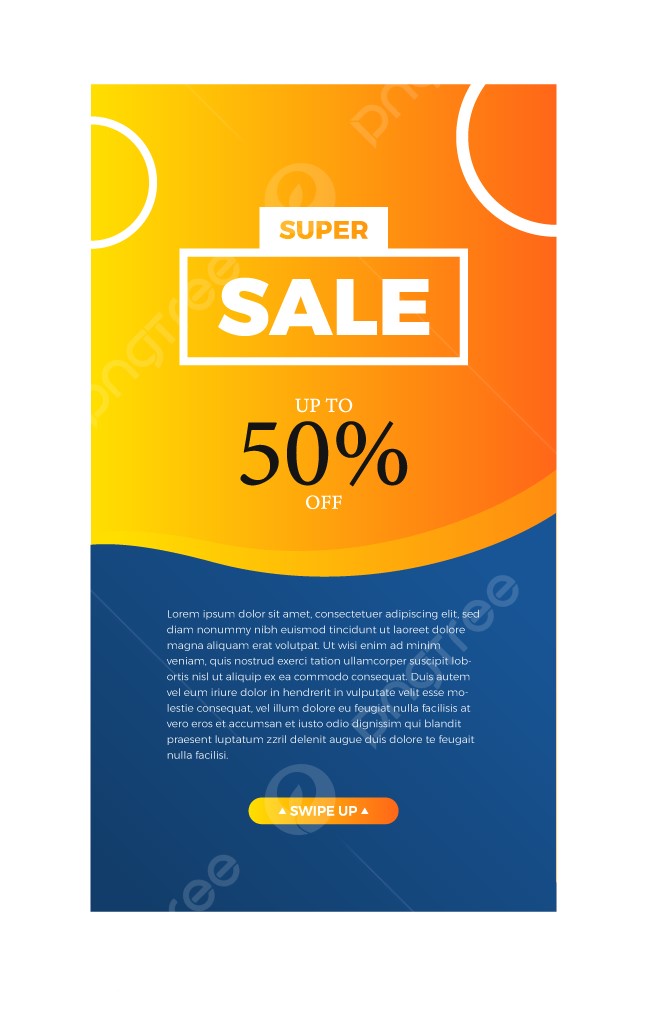 SUPER
SALE
UP TO
50%
OFF
Lorem ipsum dolor sit amet, consectetuer adipiscing elit, sed
diam nonummy nibh euismod tincidunt ut laoreet dolore
magna aliquam erat volutpat. Ut wisi enim ad minim
veniam, quis nostrud exerci tation ullamcorper suscipit lob-
ortis nisl ut aliquip ex ea commodo consequat. Duis autem
vel eum iriure dolor in hendrerit in vulputate velit esse mo-
lestie consequat, vel illum dolore eu feugiat nulla facilisis at
vero eros et accumsan et iusto odio dignissim qui blandit
praesent luptatum zzril delenit augue duis dolore te feugait
nulla facilisi.
▲ SWIPE UP ▲
pngtree
pngtree